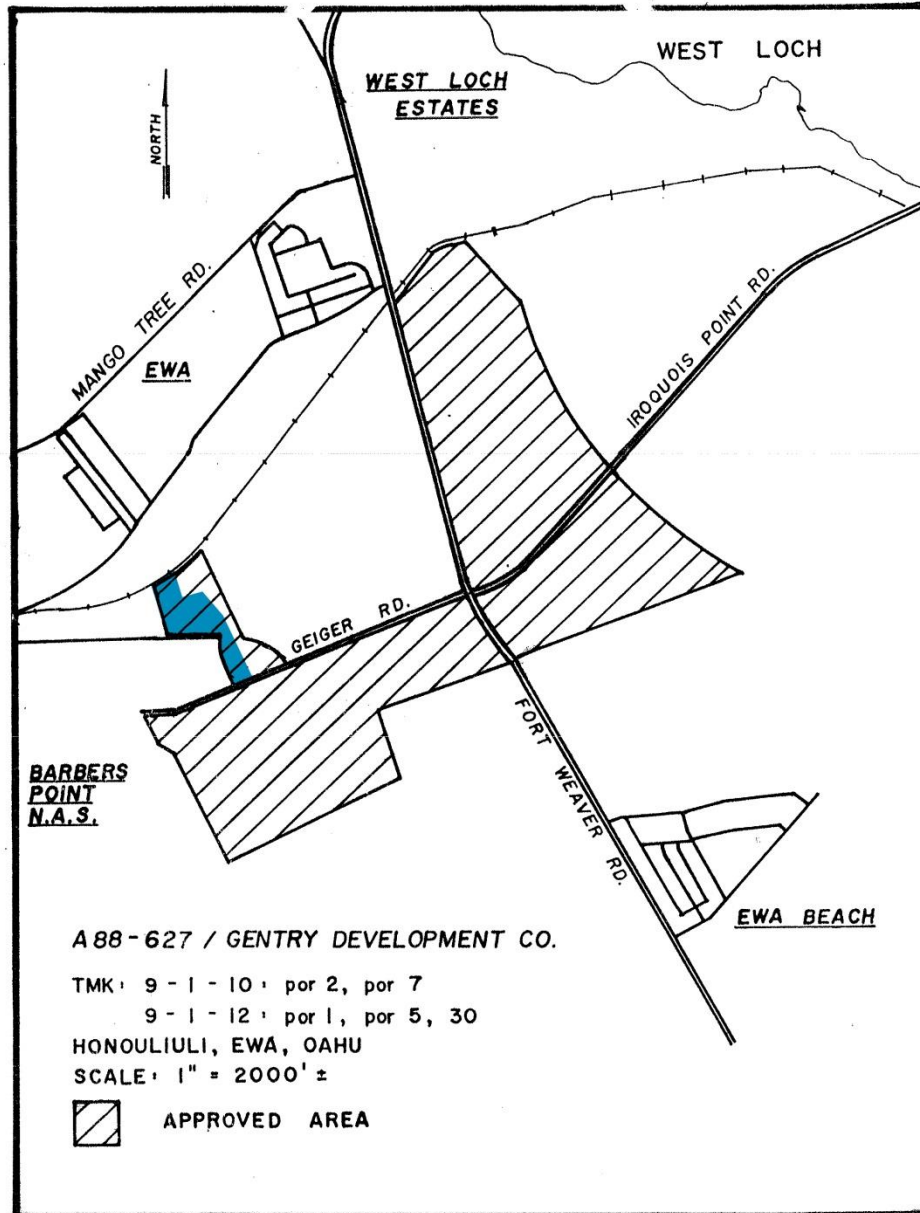 WEST LOCH
WEST LOCH
ESTATES
NORTH
MANGO TREE RD.
IROQUOIS POINT RD.
EWA
GEIGER RD.
FORT WEAVER RD.
BARBERS
POINT
N.A.S.
EWA BEACH
A88-627 / GENTRY DEVELOPMENT CO.
TMK: 9-1-10: por 2, por 7
9-1-12: por 1, por 5, 30
HONOULIULI, EWA, OAHU
SCALE: 1" = 2000' ±
APPROVED AREA